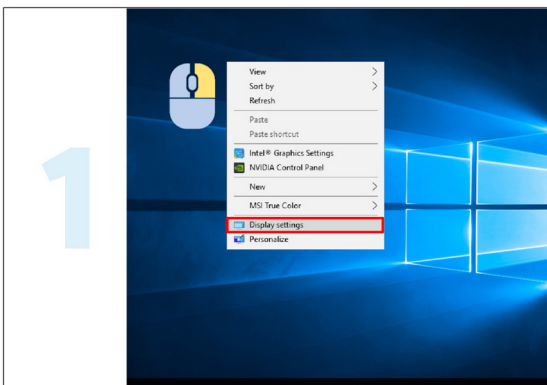 1
View
Sort by
Refresh
Paste
Paste shortcut
Intel® Graphics Settings
NVIDIA Control Panel
New
MSI True Color
Display settings
Personalize